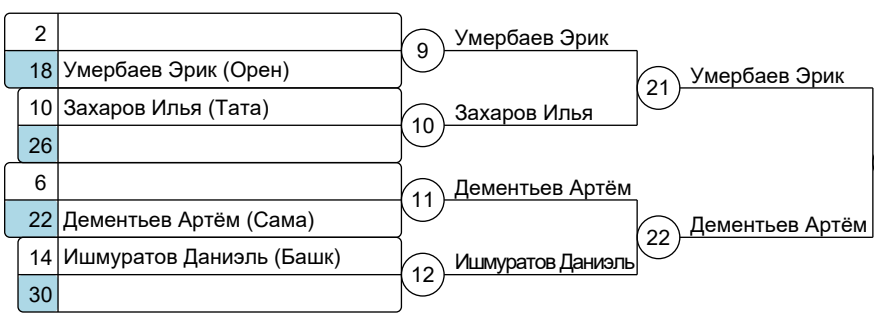 2
18 Умербаев Эрик (Орен)
9
Умербаев Эрик
10 Захаров Илья (Тата)
26
10
Захаров Илья
21
Умербаев Эрик
6
22 Дементьев Артём (Сама)
11
Дементьев Артём
14 Ишмуратов Даниэль (Башк)
30
12
Ишмуратов Даниэль
22
Дементьев Артём